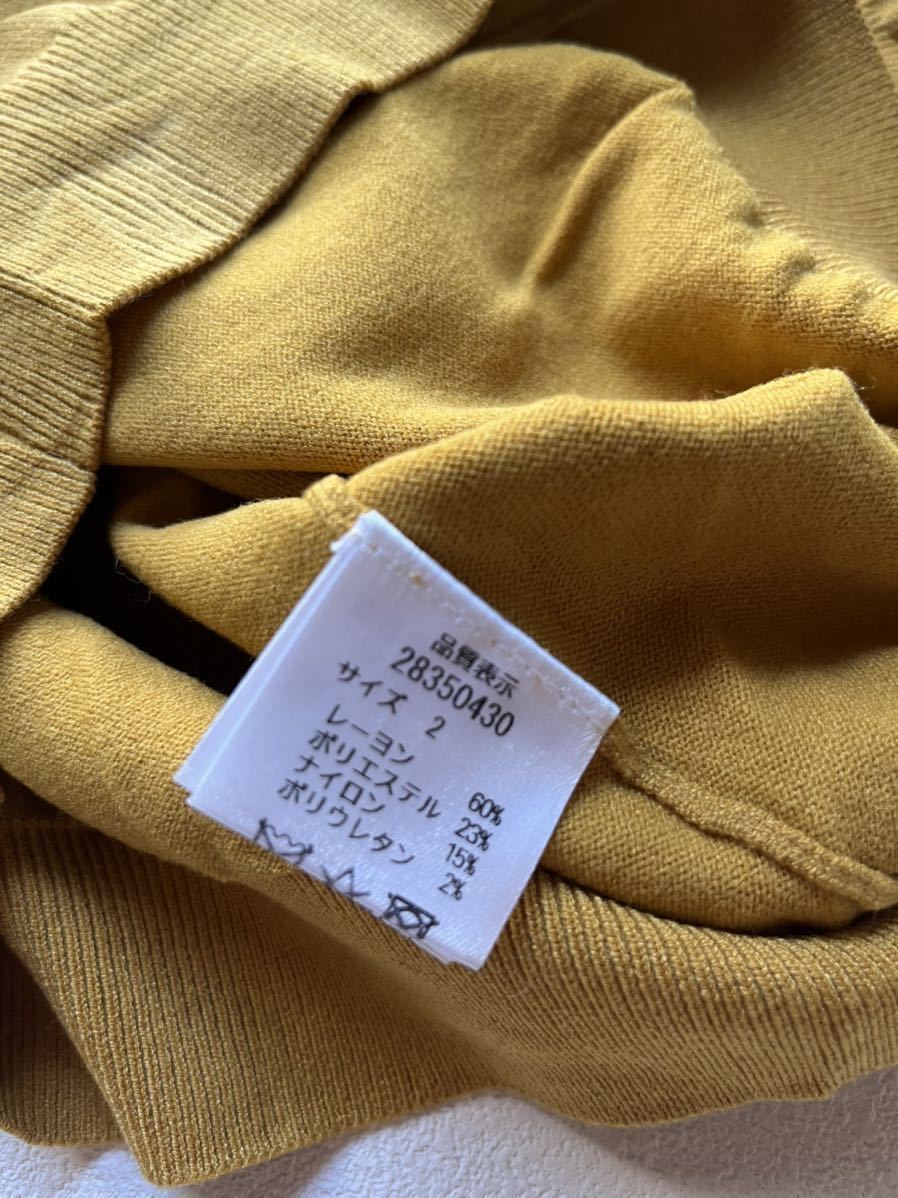 品質表示
28350430
サイズ 2
レーヨン 60%
ポリエステル 23%
ナイロン 15%
ポリウレタン 2%